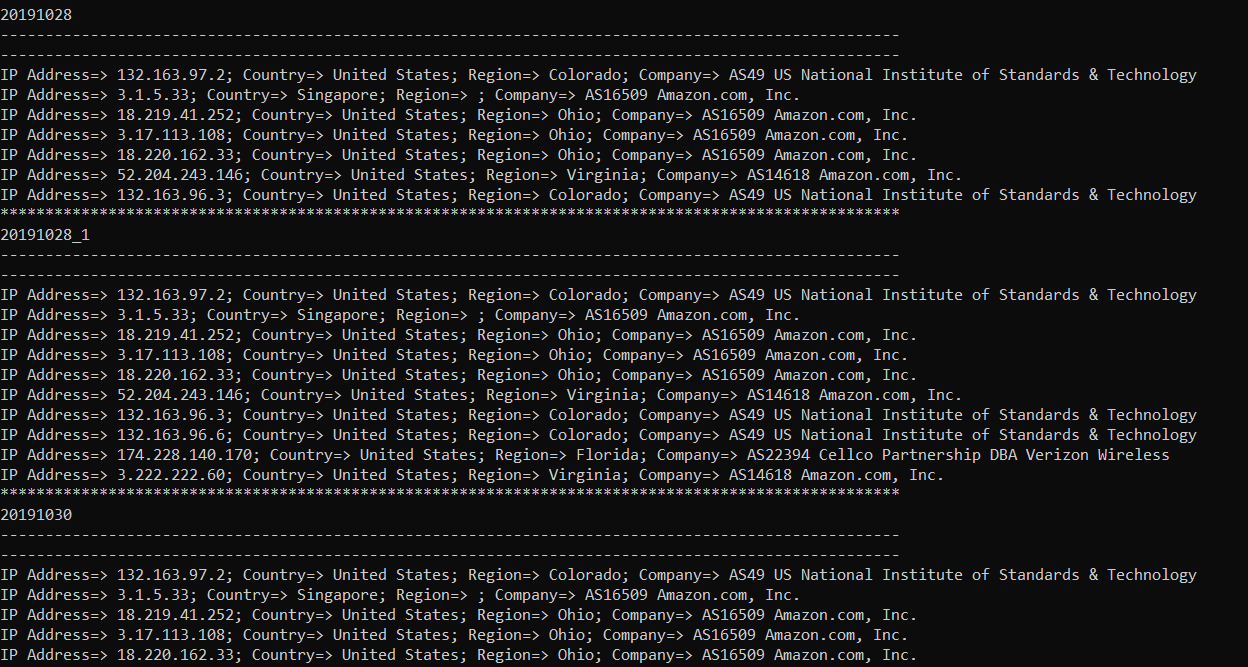 20191028
----------------------------------------------------------------------------------------------------
----------------------------------------------------------------------------------------------------
IP Address=> 132.163.97.2; Country=> United States; Region=> Colorado; Company=> AS49 US National Institute of Standards & Technology
IP Address=> 3.1.5.33; Country=> Singapore; Region=> ; Company=> AS16509 Amazon.com, Inc.
IP Address=> 18.219.41.252; Country=> United States; Region=> Ohio; Company=> AS16509 Amazon.com, Inc.
IP Address=> 3.17.113.108; Country=> United States; Region=> Ohio; Company=> AS16509 Amazon.com, Inc.
IP Address=> 18.220.162.33; Country=> United States; Region=> Ohio; Company=> AS16509 Amazon.com, Inc.
IP Address=> 52.204.243.146; Country=> United States; Region=> Virginia; Company=> AS14618 Amazon.com, Inc.
IP Address=> 132.163.96.3; Country=> United States; Region=> Colorado; Company=> AS49 US National Institute of Standards & Technology
****************************************************************************************************
20191028_1
----------------------------------------------------------------------------------------------------
----------------------------------------------------------------------------------------------------
IP Address=> 132.163.97.2; Country=> United States; Region=> Colorado; Company=> AS49 US National Institute of Standards & Technology
IP Address=> 3.1.5.33; Country=> Singapore; Region=> ; Company=> AS16509 Amazon.com, Inc.
IP Address=> 18.219.41.252; Country=> United States; Region=> Ohio; Company=> AS16509 Amazon.com, Inc.
IP Address=> 3.17.113.108; Country=> United States; Region=> Ohio; Company=> AS16509 Amazon.com, Inc.
IP Address=> 18.220.162.33; Country=> United States; Region=> Ohio; Company=> AS16509 Amazon.com, Inc.
IP Address=> 52.204.243.146; Country=> United States; Region=> Virginia; Company=> AS14618 Amazon.com, Inc.
IP Address=> 132.163.96.3; Country=> United States; Region=> Colorado; Company=> AS49 US National Institute of Standards & Technology
IP Address=> 132.163.96.6; Country=> United States; Region=> Colorado; Company=> AS49 US National Institute of Standards & Technology
IP Address=> 174.228.140.170; Country=> United States; Region=> Florida; Company=> AS22394 Cellco Partnership DBA Verizon Wireless
IP Address=> 3.222.222.60; Country=> United States; Region=> Virginia; Company=> AS14618 Amazon.com, Inc.
****************************************************************************************************
20191030
----------------------------------------------------------------------------------------------------
----------------------------------------------------------------------------------------------------
IP Address=> 132.163.97.2; Country=> United States; Region=> Colorado; Company=> AS49 US National Institute of Standards & Technology
IP Address=> 3.1.5.33; Country=> Singapore; Region=> ; Company=> AS16509 Amazon.com, Inc.
IP Address=> 18.219.41.252; Country=> United States; Region=> Ohio; Company=> AS16509 Amazon.com, Inc.
IP Address=> 3.17.113.108; Country=> United States; Region=> Ohio; Company=> AS16509 Amazon.com, Inc.
IP Address=> 18.220.162.33; Country=> United States; Region=> Ohio; Company=> AS16509 Amazon.com, Inc.